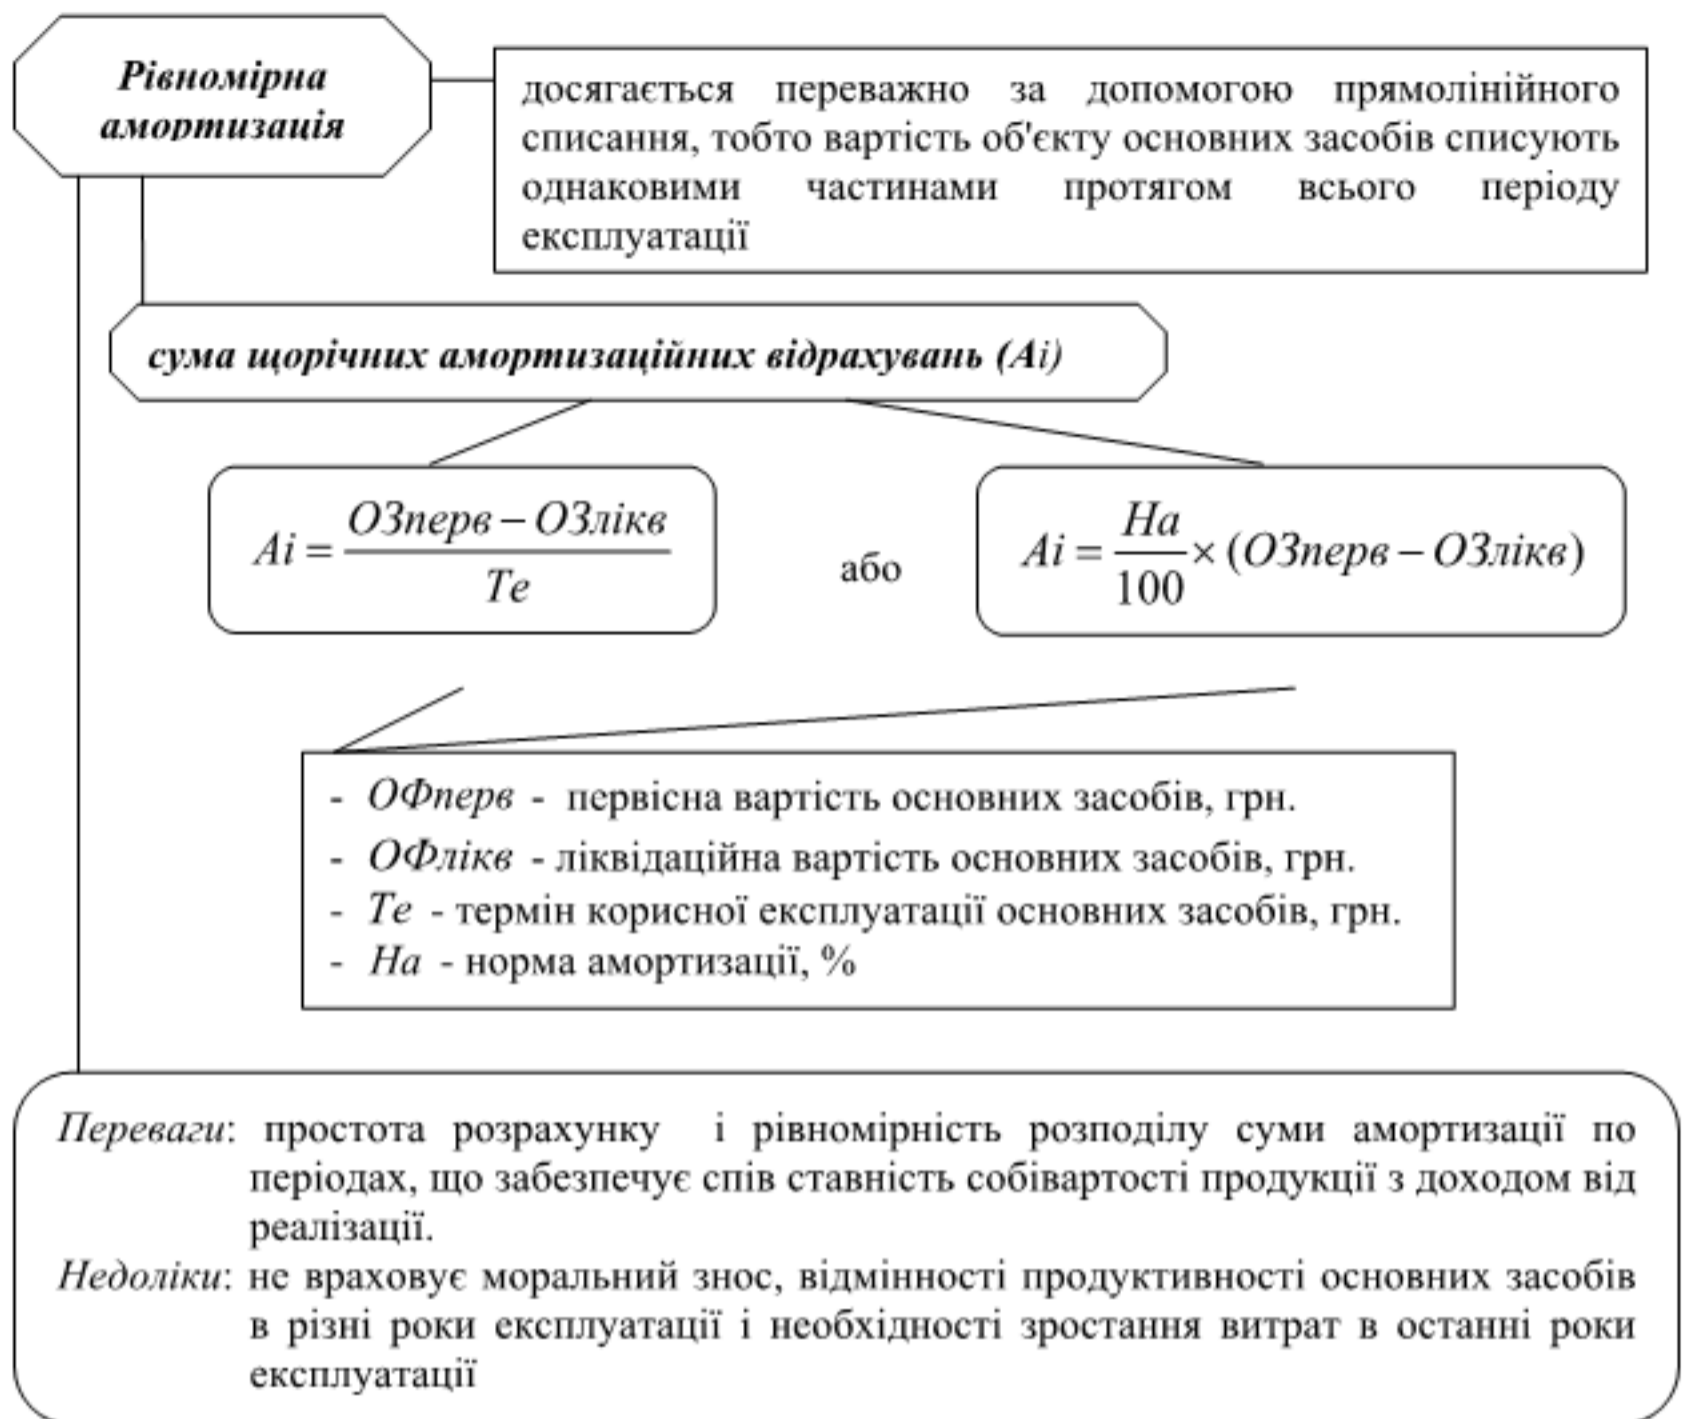 Рівномірна
амортизація
досягається переважно за допомогою прямолінійного
списання, тобто вартість об'єкту основних засобів списують
однаковими частинами протягом всього періоду
експлуатації
сума щорічних амортизаційних відрахувань (Аі)
Ai = (ОЗперв – ОЗлікв) / Те
або
Ai = На/100 × (ОЗперв – ОЗлікв)
- ОФперв - первісна вартість основних засобів, грн.
- ОФлікв - ліквідаційна вартість основних засобів, грн.
- Те - термін корисної експлуатації основних засобів, грн.
- На - норма амортизації, %
Переваги: простота розрахунку і рівномірність розподілу суми амортизації по
періодах, що забезпечує спів ставність собівартості продукції з доходом від
реалізації.
Недоліки: не враховує моральний знос, відмінності продуктивності основних засобів
в різні роки експлуатації і необхідності зростання витрат в останні роки
експлуатації